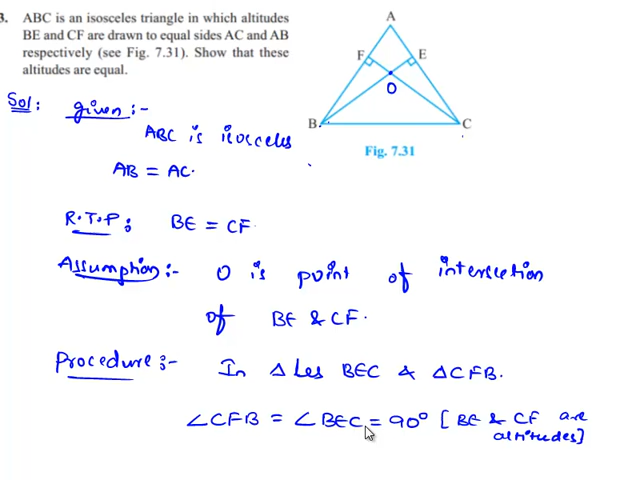 3. ABC is an isosceles triangle in which altitudes
BE and CF are drawn to equal sides AC and AB
respectively (see Fig. 7.31). Show that these
altitudes are equal.
A
F
E
O
B
C
Fig. 7.31
Sol:
given :-
ABC is isosceles
AB = AC.
R.T.P: BE = CF.
Assumption :- O is point of intersection
of BE & CF.
Procedure :- In Δ les BEC & ΔCFB.
∠CFB = ∠BEC = 90° [BE & CF are
altitudes]